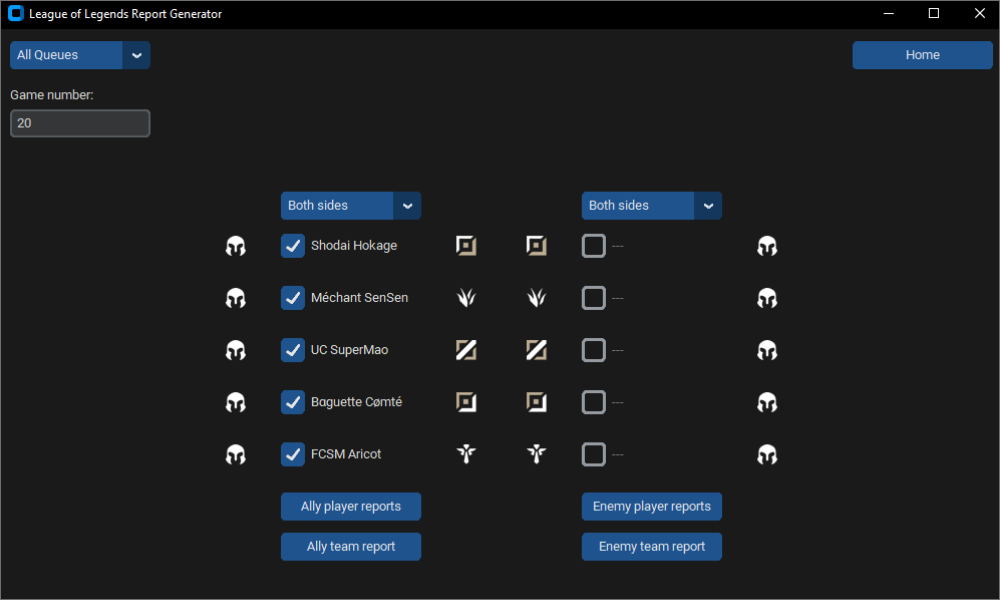 League of Legends Report Generator
All Queues
Home
Game number:
20
Both sides
Both sides
Shodai Hokage
---
Méchant SenSen
---
UC SuperMao
---
Baguette Cømté
---
FCSM Aricot
---
Ally player reports
Enemy player reports
Ally team report
Enemy team report